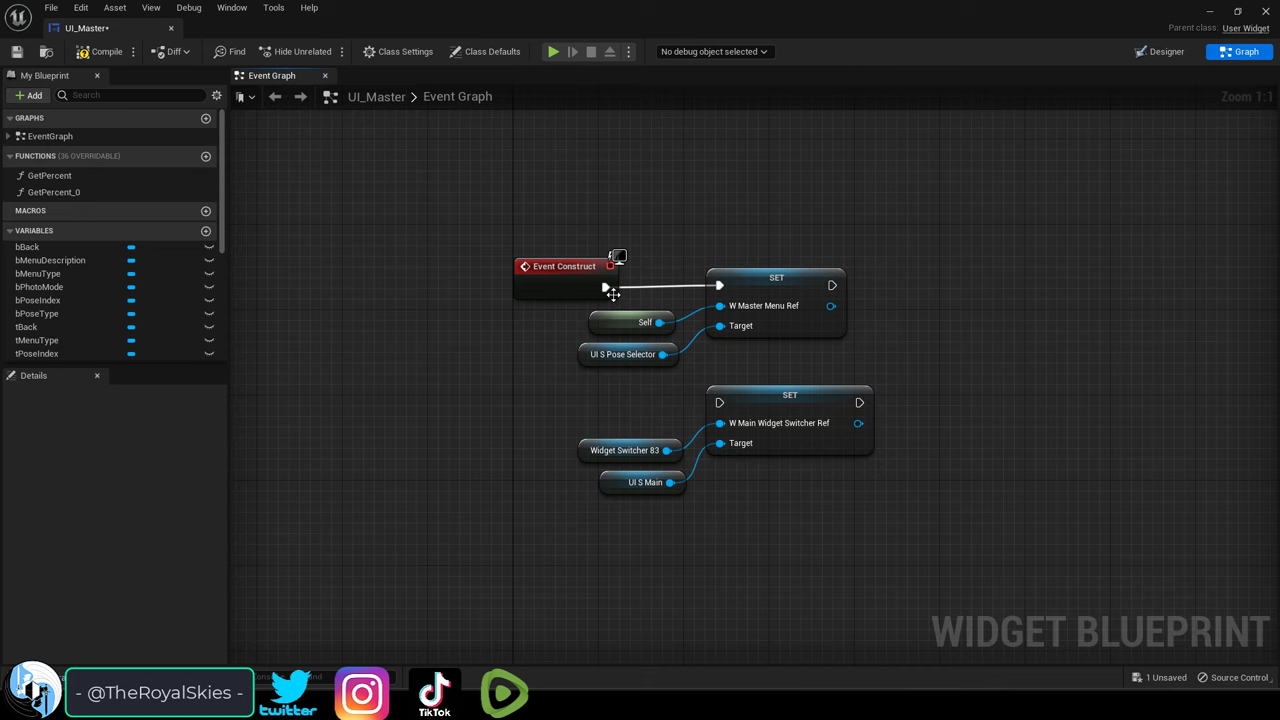 File Edit Asset View Debug Window Tools Help
UI_Master•
Parent class: User Widget
Compile Diff Find Hide Unrelated Class Settings Class Defaults No debug object selected Designer Graph
My Blueprint
Event Graph
Add Search
UI_Master > Event Graph
Zoom 1:1
GRAPHS
EventGraph
FUNCTIONS (36 OVERRIDABLE)
GetPercent
GetPercent_0
MACROS
VARIABLES
bBack
bMenuDescription
bMenuType
bPhotoMode
bPoseIndex
bPoseType
tBack
tMenuType
tPoseIndex
Details
Event Construct
SET
W Master Menu Ref
Self
Target
UI S Pose Selector
SET
W Main Widget Switcher Ref
Target
Widget Switcher 83
UI S Main
WIDGET BLUEPRINT
1 Unsaved Source Control
- @TheRoyalSkies -
twitter
TikTok